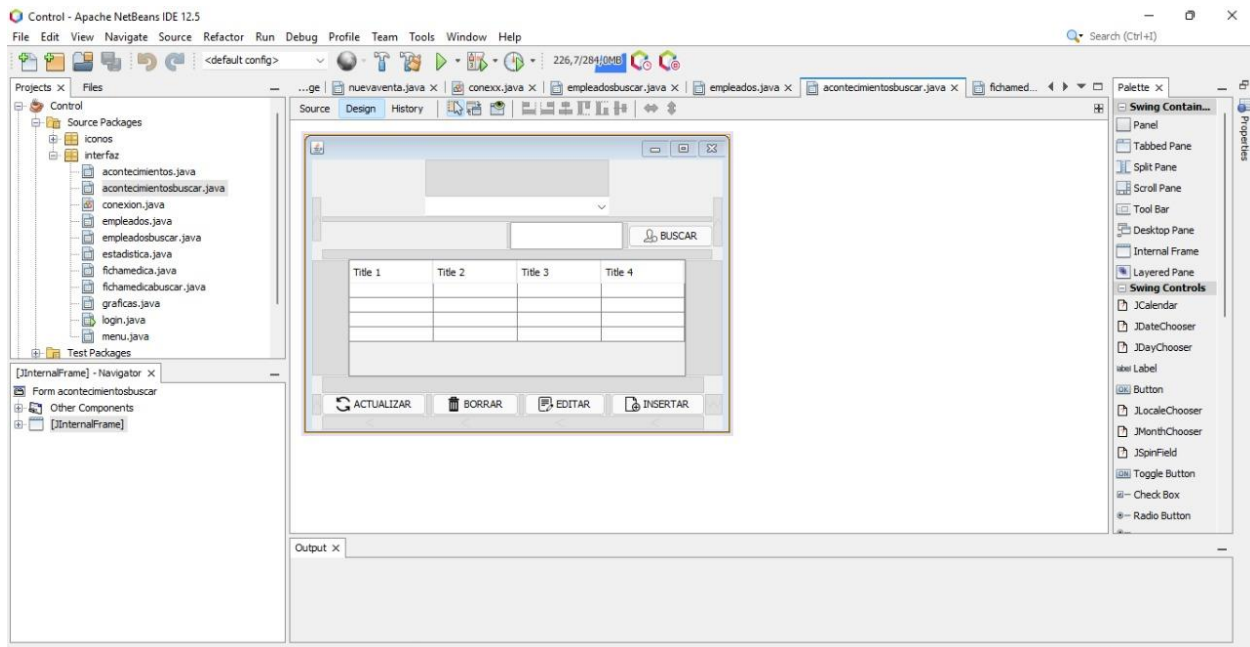 Control - Apache NetBeans IDE 12.5
File Edit View Navigate Source Refactor Run Debug Profile Team Tools Window Help
Search (Ctrl+I)
<default config>
226,7/284,0MB
Projects Files
Control
Source Packages
iconos
interfaz
acontecimientos.java
acontecimientosbuscar.java
conexion.java
empleados.java
empleadosbuscar.java
estadistica.java
fichamedica.java
fichamedicabuscar.java
graficas.java
login.java
menu.java
Test Packages
[JInternalFrame] - Navigator
Form acontecimientosbuscar
Other Components
[JInternalFrame]
...ge nuevaventa.java conexx.java empleadosbuscar.java empleados.java acontecimientosbuscar.java fichamed...
Source Design History
BUSCAR
Title 1 Title 2 Title 3 Title 4
ACTUALIZAR BORRAR EDITAR INSERTAR
Output
Palette
Swing Contain...
Panel
Tabbed Pane
Split Pane
Scroll Pane
Tool Bar
Desktop Pane
Internal Frame
Layered Pane
Swing Controls
JCalendar
JDateChooser
JDayChooser
label Label
OK Button
JLocaleChooser
JMonthChooser
JSpinField
ON Toggle Button
Check Box
Radio Button
Properties